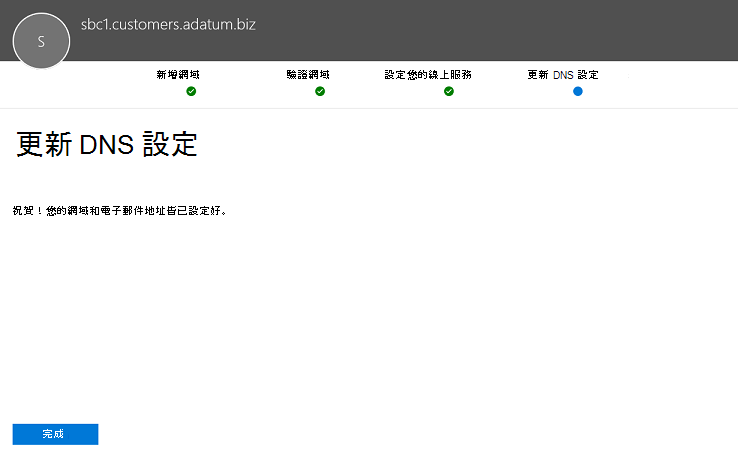 S
sbc1.customers.adatum.biz
新增網域
驗證網域
設定您的線上服務
更新 DNS 設定
更新 DNS 設定
祝贺！您的網域和電子郵件地址皆已設定好。
完成